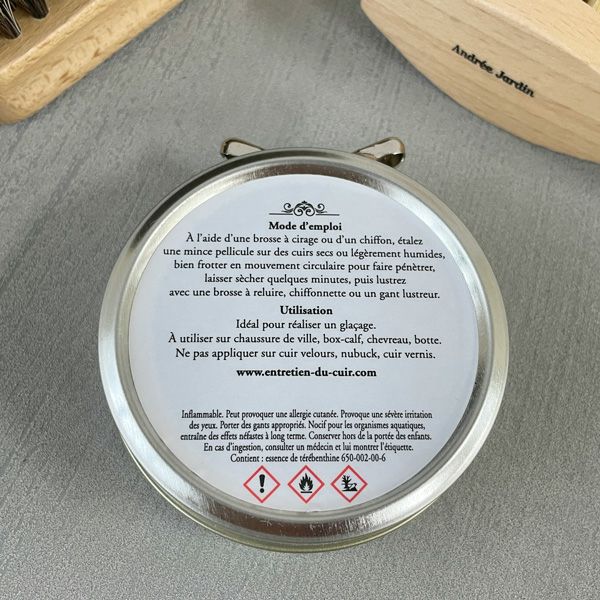 Andrée Jardin
Mode d'emploi
À l'aide d'une brosse à cirage ou d'un chiffon, étalez
une mince pellicule sur des cuirs secs ou légèrement humides,
bien frotter en mouvement circulaire pour faire pénètrer,
laisser sècher quelques minutes, puis lustrez
avec une brosse à reluire, chiffonnette ou un gant lustreur.
Utilisation
Idéal pour réaliser un glaçage.
À utiliser sur chaussure de ville, box-calf, chevreau, botte.
Ne pas appliquer sur cuir velours, nubuck, cuir vernis.
www.entretien-du-cuir.com
Inflammable. Peut provoquer une allergie cutanée. Provoque une sévère irritation
des yeux. Porter des gants appropriés. Nocif pour les organismes aquatiques,
entraîne des effets néfastes à long terme. Conserver hors de la portée des enfants.
En cas d'ingestion, consulter un médecin et lui montrer l'étiquette.
Contient : essence de térébenthine 650-002-00-6